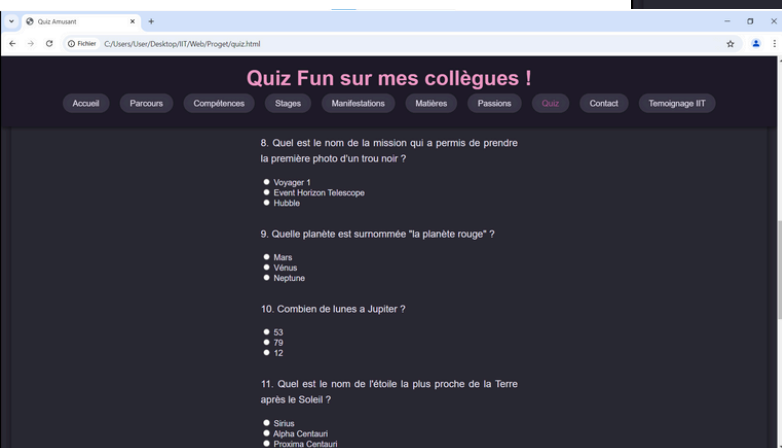 Quiz Amusant
Fichier C:/Users/User/Desktop/IIT/Web/Proget/quiz.html
Quiz Fun sur mes collègues !
Accueil Parcours Compétences Stages Manifestations Matières Passions Quiz Contact Temoignage IIT
8. Quel est le nom de la mission qui a permis de prendre
la première photo d'un trou noir ?
Voyager 1
Event Horizon Telescope
Hubble
9. Quelle planète est surnommée "la planète rouge" ?
Mars
Vénus
Neptune
10. Combien de lunes a Jupiter ?
53
79
12
11. Quel est le nom de l'étoile la plus proche de la Terre
après le Soleil ?
Sirius
Alpha Centauri
Proxima Centauri